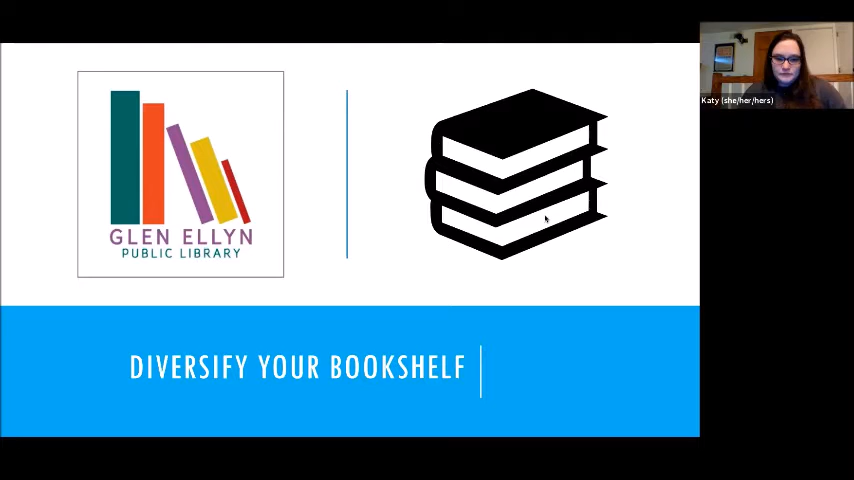 GLEN ELLYN
PUBLIC LIBRARY
Katy (she/her/hers)
DIVERSIFY YOUR BOOKSHELF